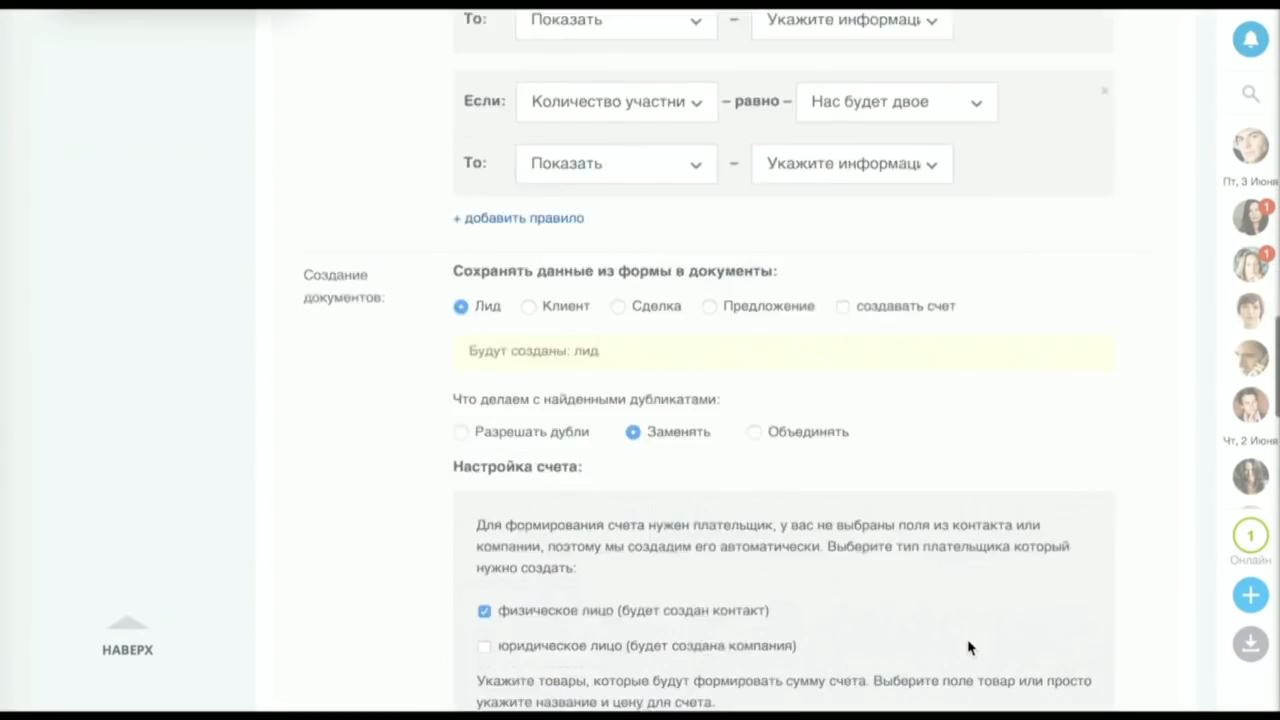 То: Показать – Укажите информаци
Если: Количество участни – равно – Нас будет двое
То: Показать – Укажите информаци
+ добавить правило
Создание
документов:
Сохранять данные из формы в документы:
Лид Клиент Сделка Предложение создавать счет
Будут созданы: лид
Что делаем с найденными дубликатами:
Разрешать дубли Заменять Объединять
Настройка счета:
Для формирования счета нужен плательщик, у вас не выбраны поля из контакта или
компании, поэтому мы создадим его автоматически. Выберите тип плательщика который
нужно создать:
физическое лицо (будет создан контакт)
юридическое лицо (будет создана компания)
Укажите товары, которые будут формировать сумму счета. Выберите поле товар или просто
укажите название и цену для счета.
НАВЕРХ
Пт, 3 Июня
1
1
Чт, 2 Июня
1
Онлайн